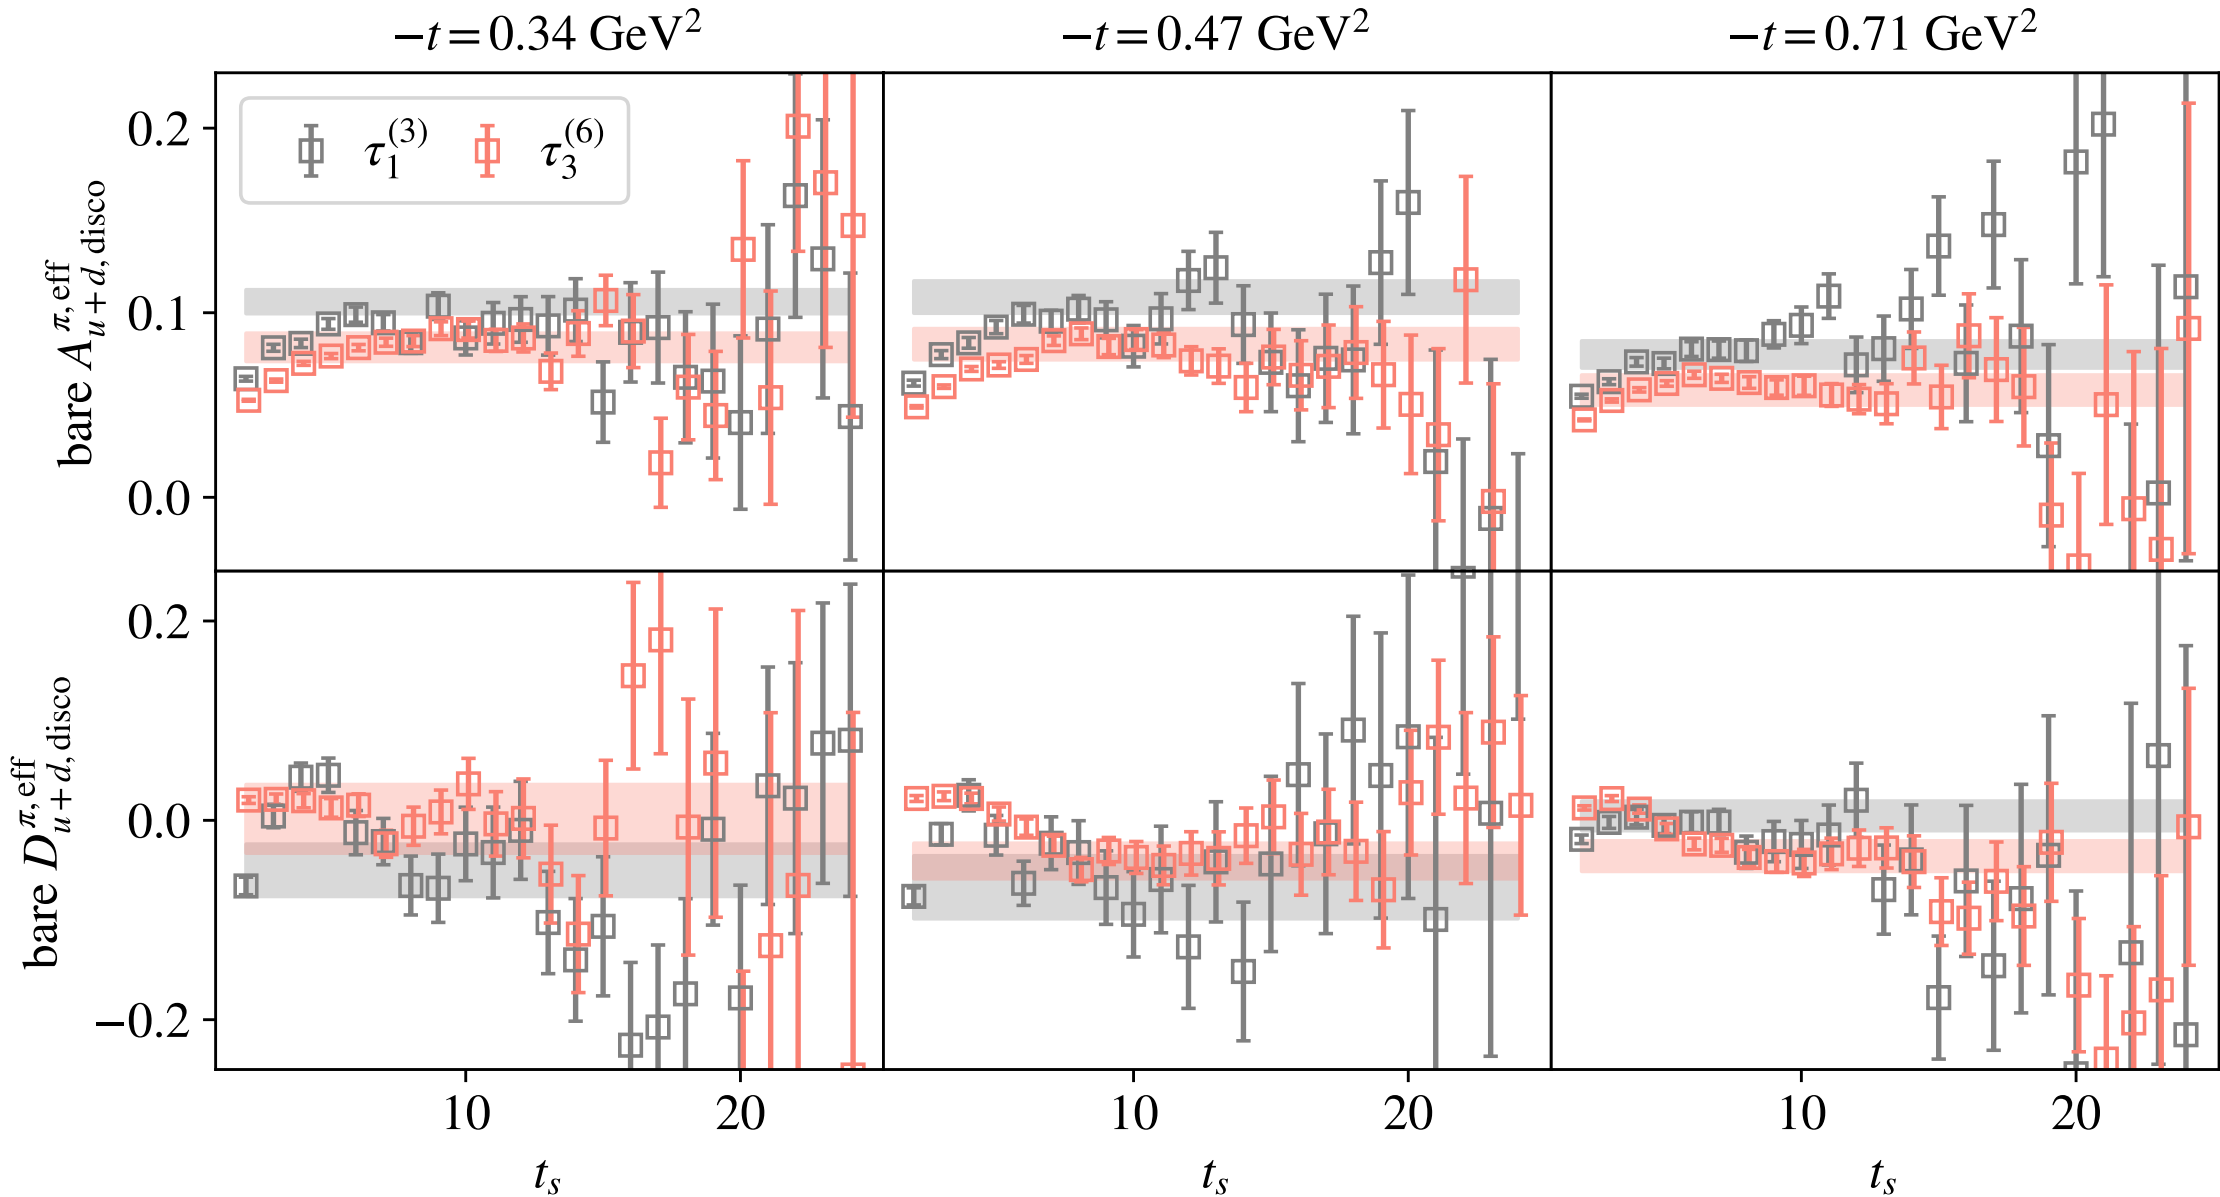 −t = 0.34 GeV²
−t = 0.47 GeV²
−t = 0.71 GeV²
τ₁⁽³⁾
τ₃⁽⁶⁾
bare A^{π, eff}_{u+d, disco}
0.2
0.1
0.0
bare D^{π, eff}_{u+d, disco}
0.2
0.0
−0.2
10
20
10
20
10
20
t_s
t_s
t_s